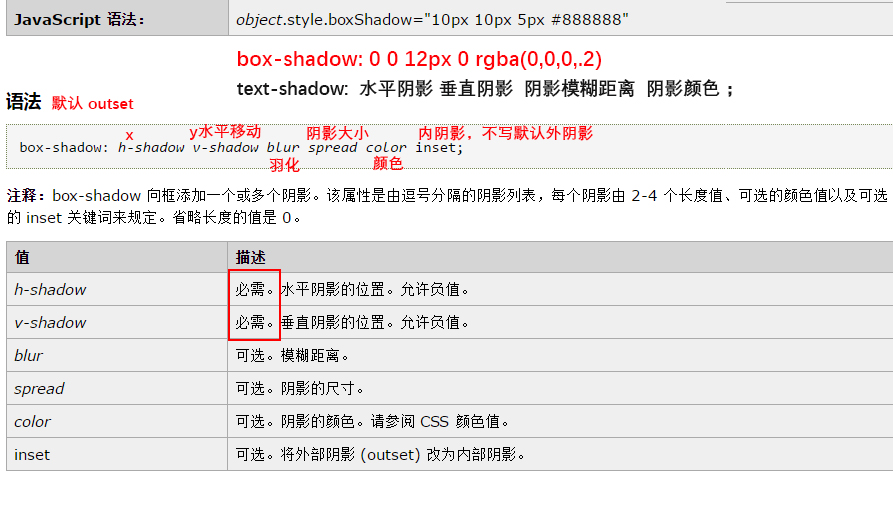 JavaScript 语法：	object.style.boxShadow="10px 10px 5px #888888"
box-shadow: 0 0 12px 0 rgba(0,0,0,.2)
text-shadow: 水平阴影 垂直阴影 阴影模糊距离 阴影颜色 ;
语法 默认 outset
x y水平移动 阴影大小 内阴影，不写默认外阴影
box-shadow: h-shadow v-shadow blur spread color inset;
羽化 颜色
注释：box-shadow 向框添加一个或多个阴影。该属性是由逗号分隔的阴影列表，每个阴影由 2-4 个长度值、可选的颜色值以及可选
的 inset 关键词来规定。省略长度的值是 0。
值	描述
h-shadow	必需。水平阴影的位置。允许负值。
v-shadow	必需。垂直阴影的位置。允许负值。
blur	可选。模糊距离。
spread	可选。阴影的尺寸。
color	可选。阴影的颜色。请参阅 CSS 颜色值。
inset	可选。将外部阴影 (outset) 改为内部阴影。